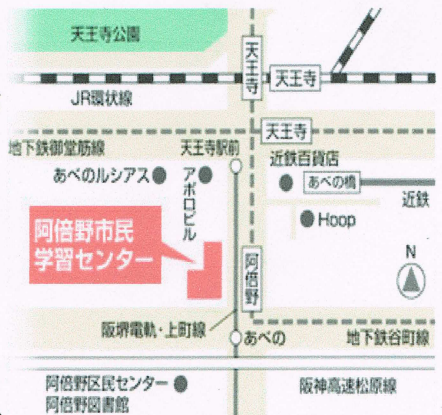 天王寺公園
天王寺
天王寺
JR環状線
天王寺
地下鉄御堂筋線
天王寺駅前
近鉄百貨店
あべのルシアス
アポロビル
あべの橋
近鉄
Hoop
阿倍野市民
学習センター
阿倍野
N
阪堺電軌・上町線
あべの
地下鉄谷町線
阿倍野区民センター
阿倍野図書館
阪神高速松原線